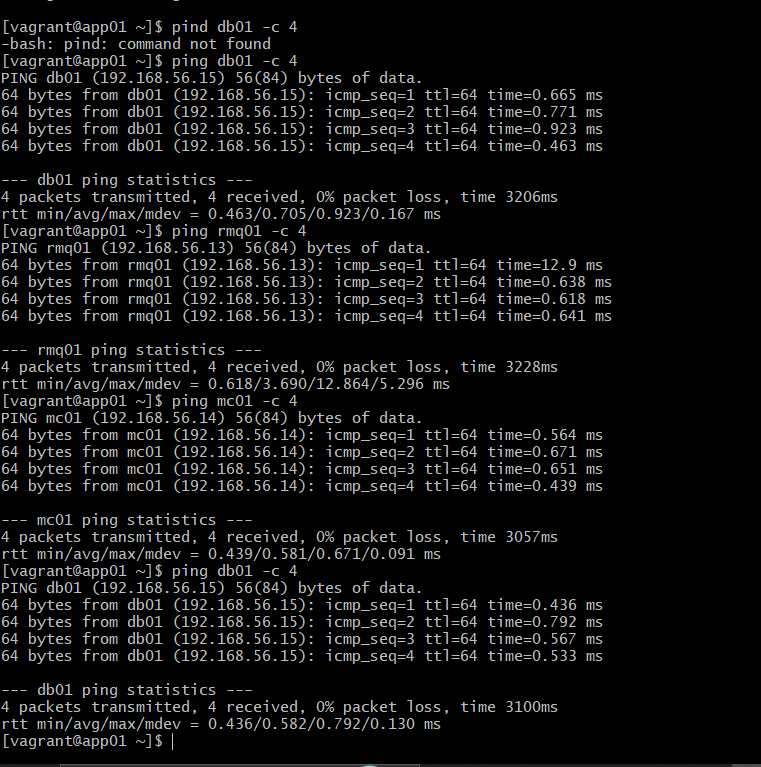 [vagrant@app01 ~]$ pind db01 -c 4
-bash: pind: command not found
[vagrant@app01 ~]$ ping db01 -c 4
PING db01 (192.168.56.15) 56(84) bytes of data.
64 bytes from db01 (192.168.56.15): icmp_seq=1 ttl=64 time=0.665 ms
64 bytes from db01 (192.168.56.15): icmp_seq=2 ttl=64 time=0.771 ms
64 bytes from db01 (192.168.56.15): icmp_seq=3 ttl=64 time=0.923 ms
64 bytes from db01 (192.168.56.15): icmp_seq=4 ttl=64 time=0.463 ms

--- db01 ping statistics ---
4 packets transmitted, 4 received, 0% packet loss, time 3206ms
rtt min/avg/max/mdev = 0.463/0.705/0.923/0.167 ms
[vagrant@app01 ~]$ ping rmq01 -c 4
PING rmq01 (192.168.56.13) 56(84) bytes of data.
64 bytes from rmq01 (192.168.56.13): icmp_seq=1 ttl=64 time=12.9 ms
64 bytes from rmq01 (192.168.56.13): icmp_seq=2 ttl=64 time=0.638 ms
64 bytes from rmq01 (192.168.56.13): icmp_seq=3 ttl=64 time=0.618 ms
64 bytes from rmq01 (192.168.56.13): icmp_seq=4 ttl=64 time=0.641 ms

--- rmq01 ping statistics ---
4 packets transmitted, 4 received, 0% packet loss, time 3228ms
rtt min/avg/max/mdev = 0.618/3.690/12.864/5.296 ms
[vagrant@app01 ~]$ ping mc01 -c 4
PING mc01 (192.168.56.14) 56(84) bytes of data.
64 bytes from mc01 (192.168.56.14): icmp_seq=1 ttl=64 time=0.564 ms
64 bytes from mc01 (192.168.56.14): icmp_seq=2 ttl=64 time=0.671 ms
64 bytes from mc01 (192.168.56.14): icmp_seq=3 ttl=64 time=0.651 ms
64 bytes from mc01 (192.168.56.14): icmp_seq=4 ttl=64 time=0.439 ms

--- mc01 ping statistics ---
4 packets transmitted, 4 received, 0% packet loss, time 3057ms
rtt min/avg/max/mdev = 0.439/0.581/0.671/0.091 ms
[vagrant@app01 ~]$ ping db01 -c 4
PING db01 (192.168.56.15) 56(84) bytes of data.
64 bytes from db01 (192.168.56.15): icmp_seq=1 ttl=64 time=0.436 ms
64 bytes from db01 (192.168.56.15): icmp_seq=2 ttl=64 time=0.792 ms
64 bytes from db01 (192.168.56.15): icmp_seq=3 ttl=64 time=0.567 ms
64 bytes from db01 (192.168.56.15): icmp_seq=4 ttl=64 time=0.533 ms

--- db01 ping statistics ---
4 packets transmitted, 4 received, 0% packet loss, time 3100ms
rtt min/avg/max/mdev = 0.436/0.582/0.792/0.130 ms
[vagrant@app01 ~]$